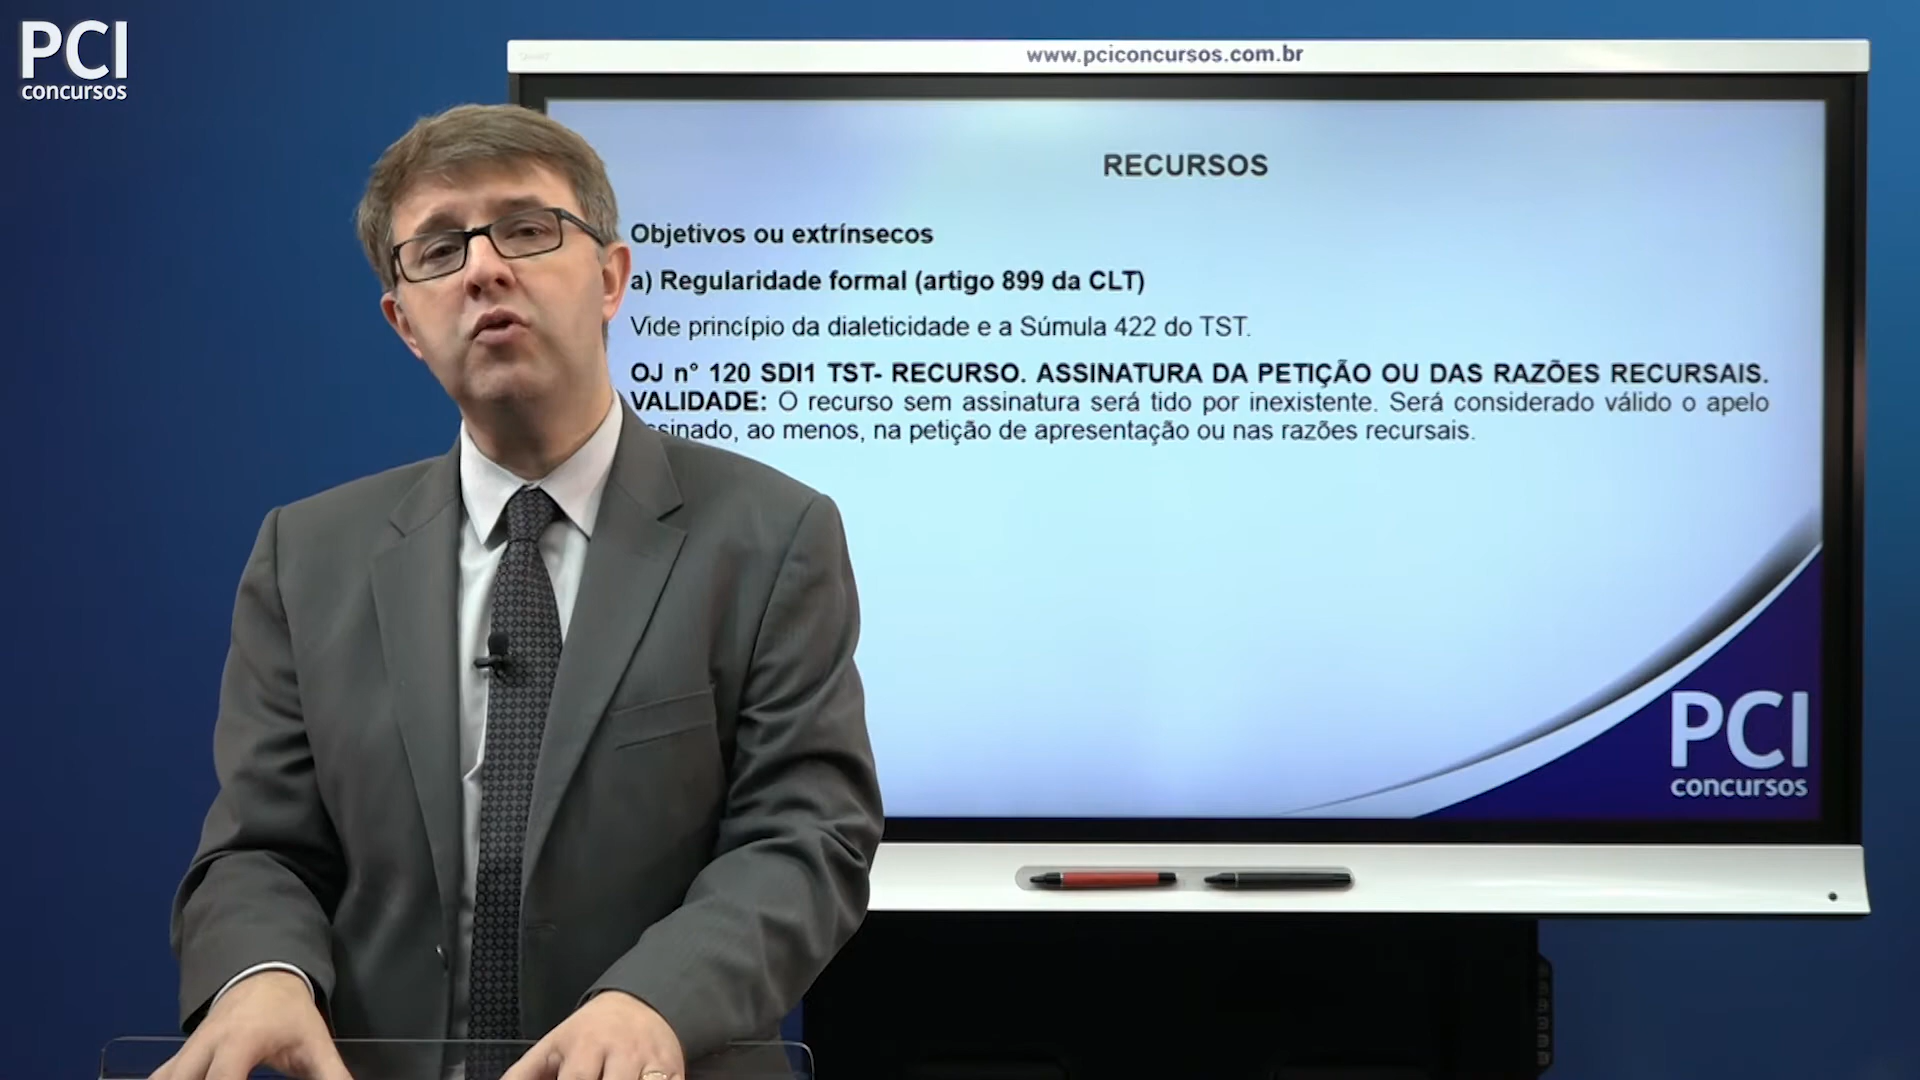 PCI
concursos
www.pciconcursos.com.br
RECURSOS
Objetivos ou extrínsecos
a) Regularidade formal (artigo 899 da CLT)
Vide princípio da dialeticidade e a Súmula 422 do TST.
OJ n° 120 SDI1 TST- RECURSO. ASSINATURA DA PETIÇÃO OU DAS RAZÕES RECURSAIS.
VALIDADE: O recurso sem assinatura será tido por inexistente. Será considerado válido o apelo
ssinado, ao menos, na petição de apresentação ou nas razões recursais.
PCI
concursos